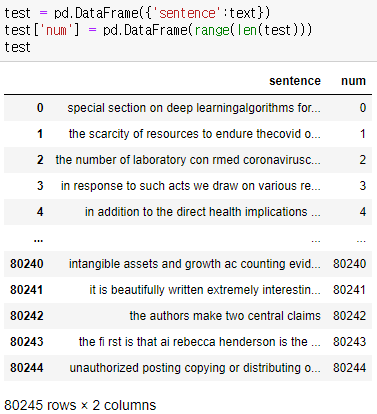 test = pd.DataFrame({'sentence':text})
test['num'] = pd.DataFrame(range(len(test)))
test
sentence num
0 special section on deep learningalgorithms for... 0
1 the scarcity of resources to endure thecovid o... 1
2 the number of laboratory con rmed coronavirusc... 2
3 in response to such acts we draw on various re... 3
4 in addition to the direct health implications ... 4
... ... ...
80240 intangible assets and growth ac counting evid... 80240
80241 it is beautifully written extremely interestin... 80241
80242 the authors make two central claims 80242
80243 the fi rst is that ai rebecca henderson is the ... 80243
80244 unauthorized posting copying or distributing o... 80244
80245 rows × 2 columns